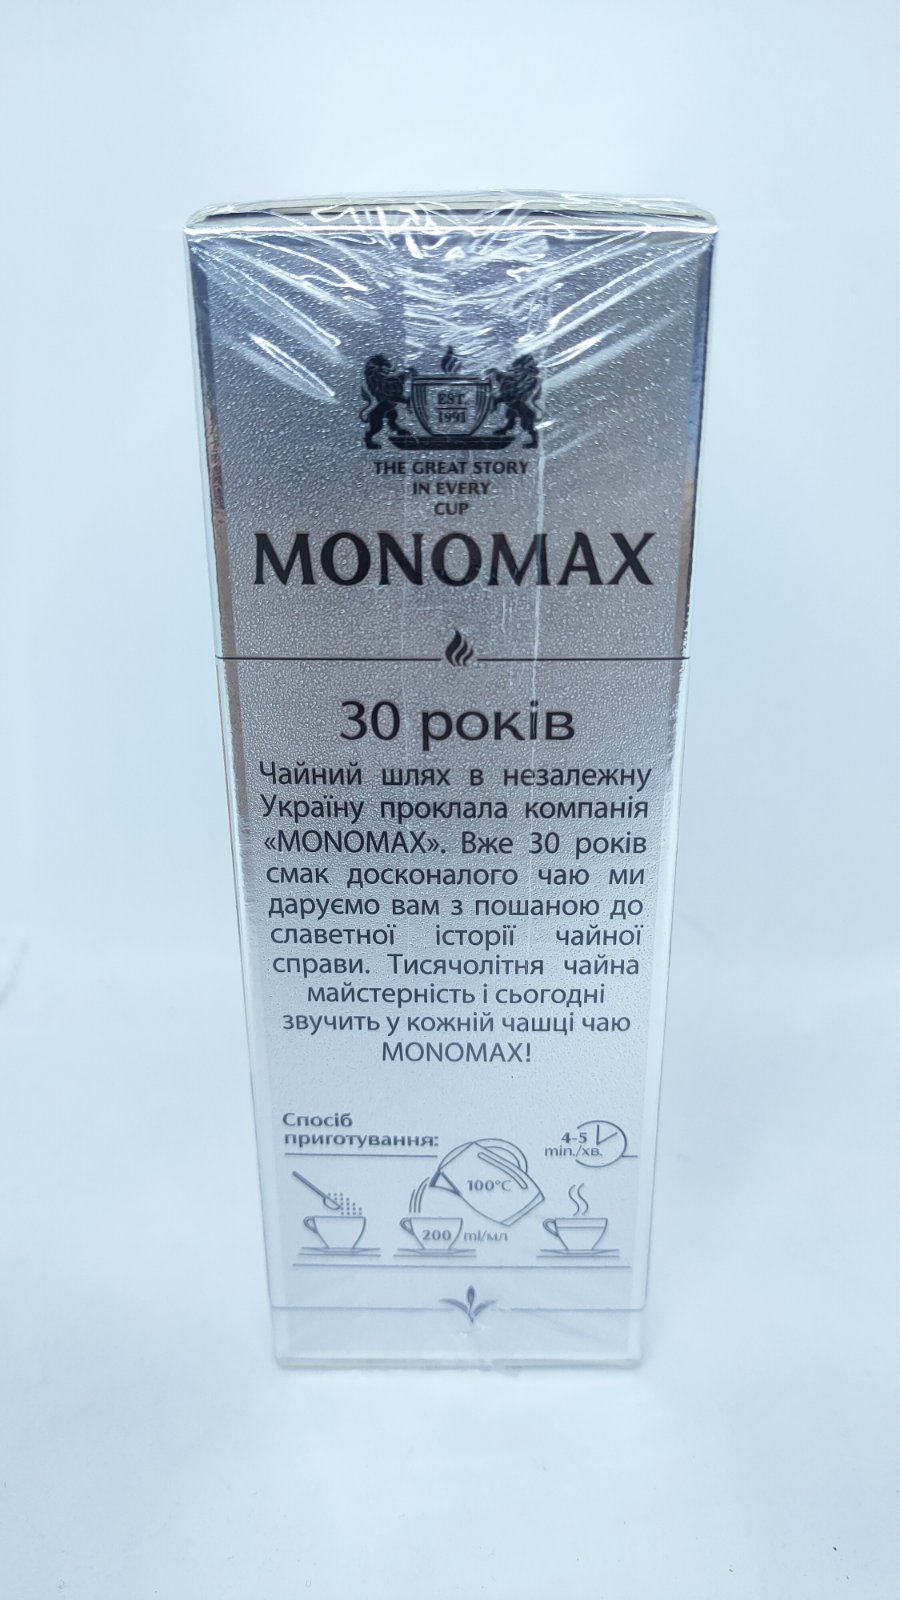 EST.
1991
THE GREAT STORY
IN EVERY
CUP
MONOMAX
30 років
Чайний шлях в незалежну
Україну проклала компанія
«MONOMAX». Вже 30 років
смак досконалого чаю ми
даруємо вам з пошаною до
славетної історії чайної
справи. Тисячолітня чайна
майстерність і сьогодні
звучить у кожній чашці чаю
MONOMAX!
Спосіб
приготування:
4-5
min./хв.
100°C
200 ml/мл